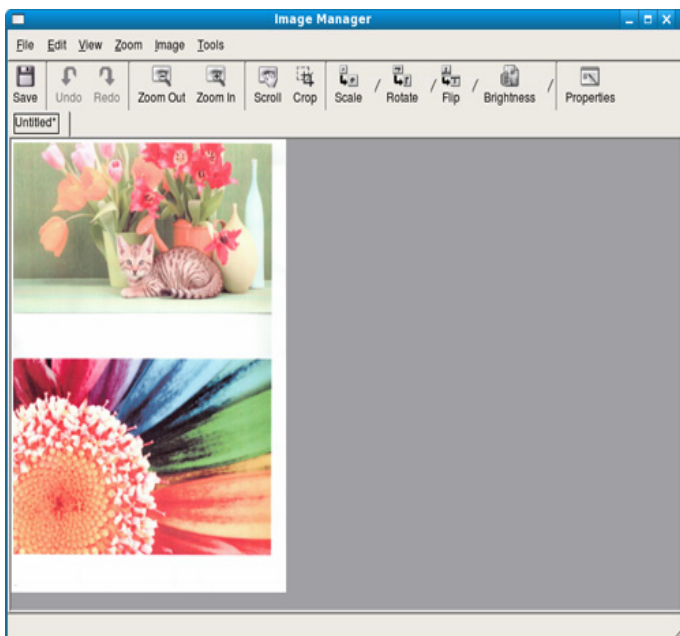 Image Manager
File Edit View Zoom Image Tools
Save Undo Redo Zoom Out Zoom In Scroll Crop Scale / Rotate / Flip / Brightness / Properties
Untitled*